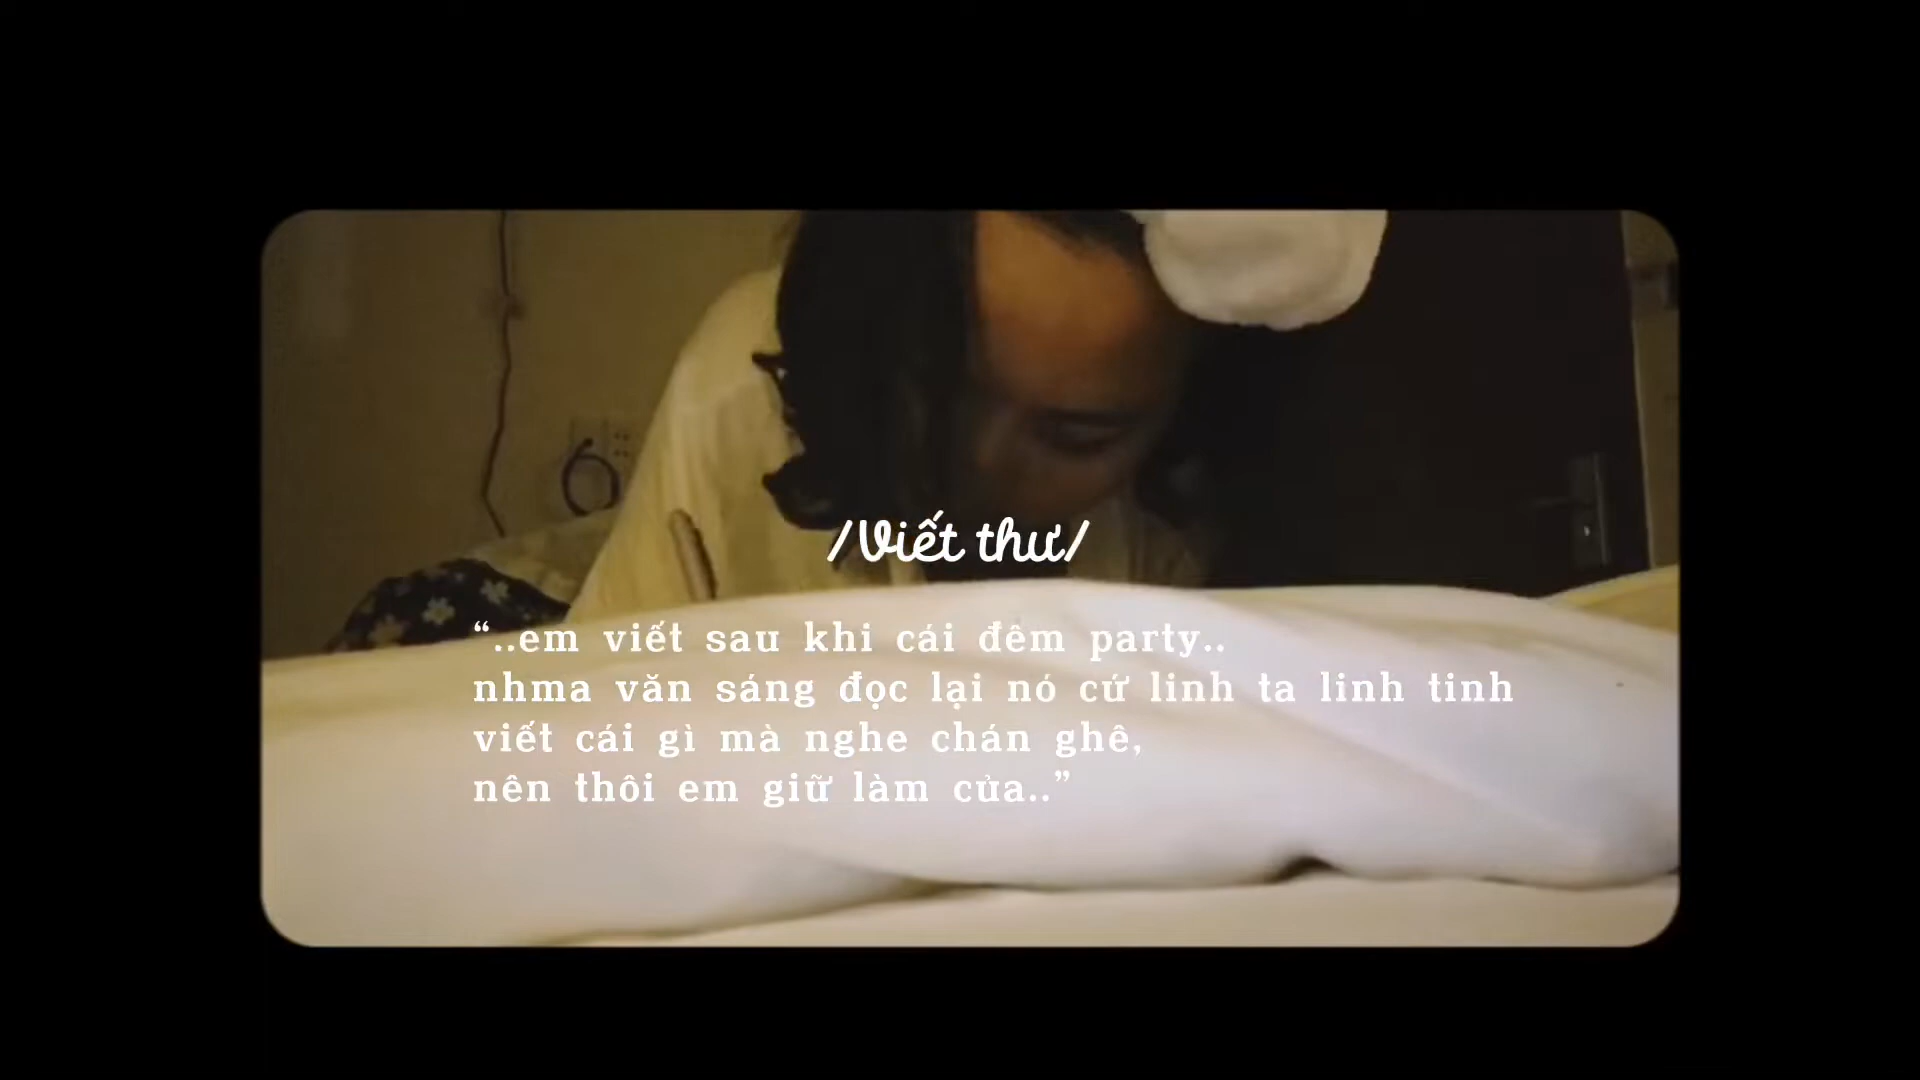 /Viết thư/
“..em viết sau khi cái đêm party..
nhma văn sáng đọc lại nó cứ linh ta linh tinh
viết cái gì mà nghe chán ghê,
nên thôi em giữ làm của..”